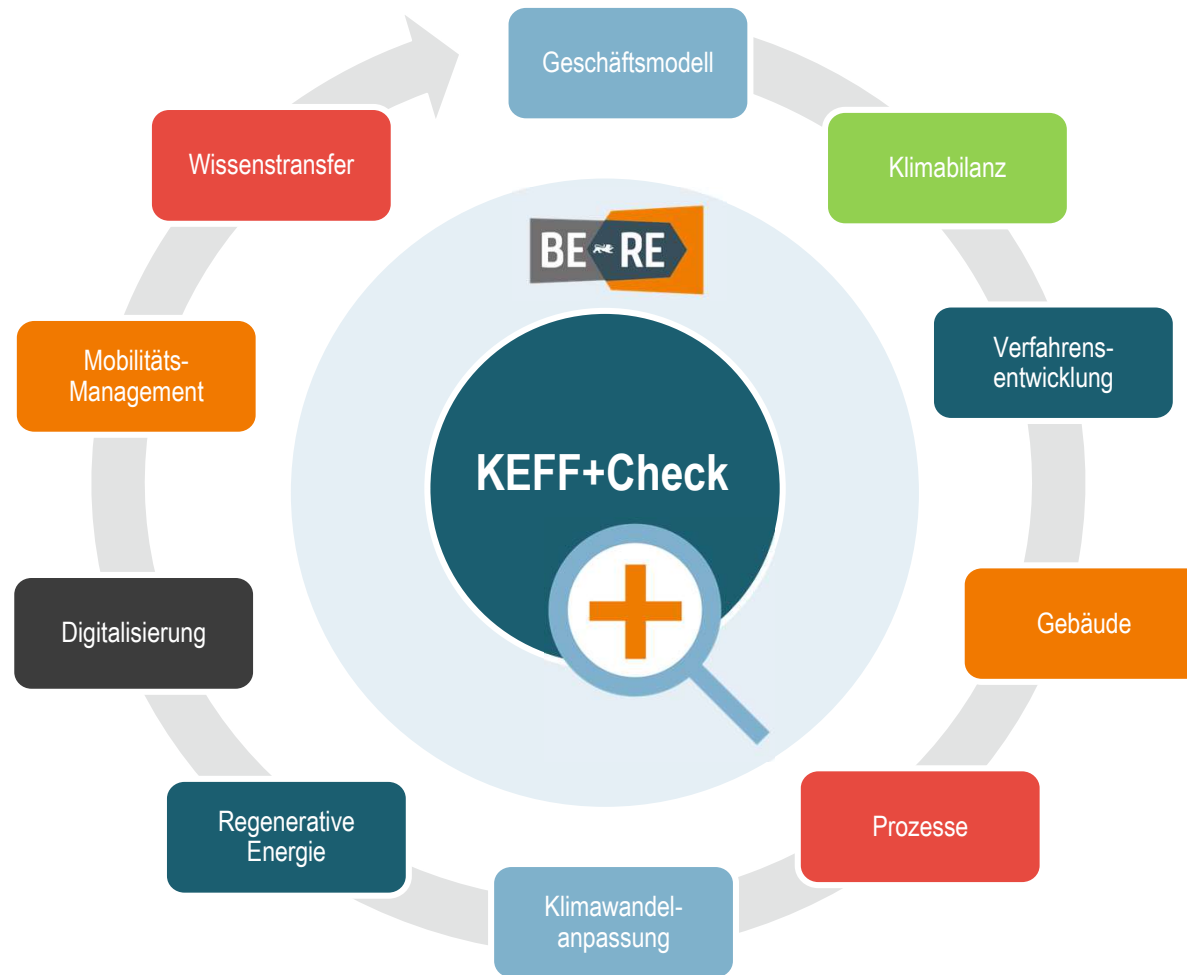 Geschäftsmodell
Klimabilanz
Verfahrens-
entwicklung
Gebäude
Prozesse
Klimawandel-
anpassung
Regenerative
Energie
Digitalisierung
Mobilitäts-
Management
Wissenstransfer
BE RE
KEFF+Check